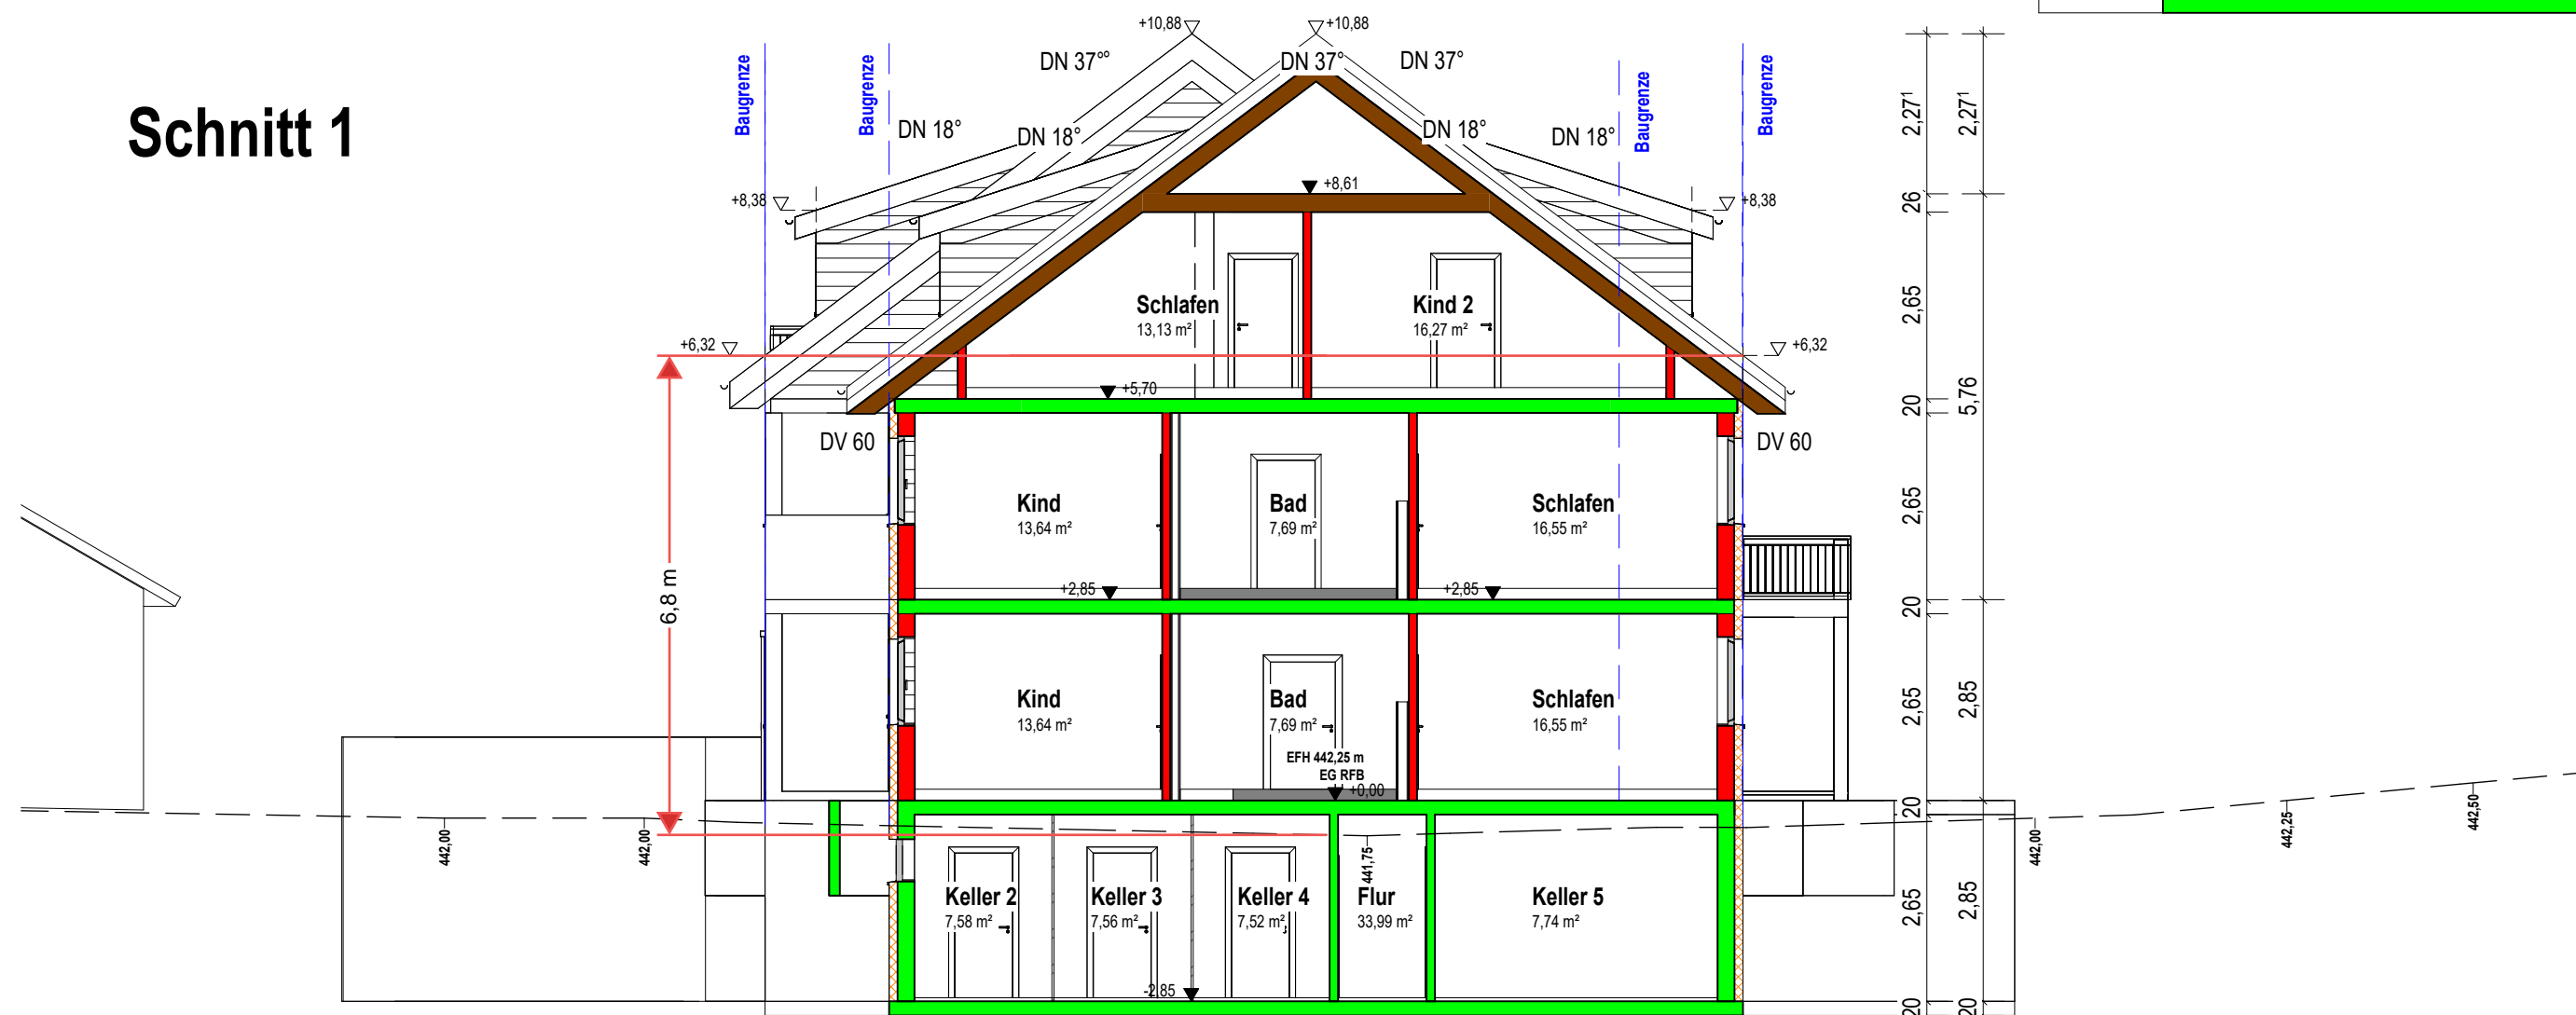 Schnitt 1
+10,88
+10,88
DN 37°°
DN 37°
DN 37°
Baugrenze
Baugrenze
Baugrenze
Baugrenze
DN 18°
DN 18°
DN 18°
DN 18°
2,27¹
2,27¹
+8,38
+8,61
+8,38
26
Schlafen
13,13 m²
Kind 2
16,27 m²
2,65
+6,32
+6,32
+5,70
20
5,76
DV 60
DV 60
Kind
13,64 m²
Bad
7,69 m²
Schlafen
16,55 m²
2,65
6,8 m
+2,85
+2,85
20
Kind
13,64 m²
Bad
7,69 m²
Schlafen
16,55 m²
2,65
2,85
EFH 442,25 m
EG RFB
+0,00
20
442,00
442,00
441,75
442,00
442,25
442,50
Keller 2
7,58 m²
Keller 3
7,56 m²
Keller 4
7,52 m²
Flur
33,99 m²
Keller 5
7,74 m²
2,65
2,85
-2,85
20
20